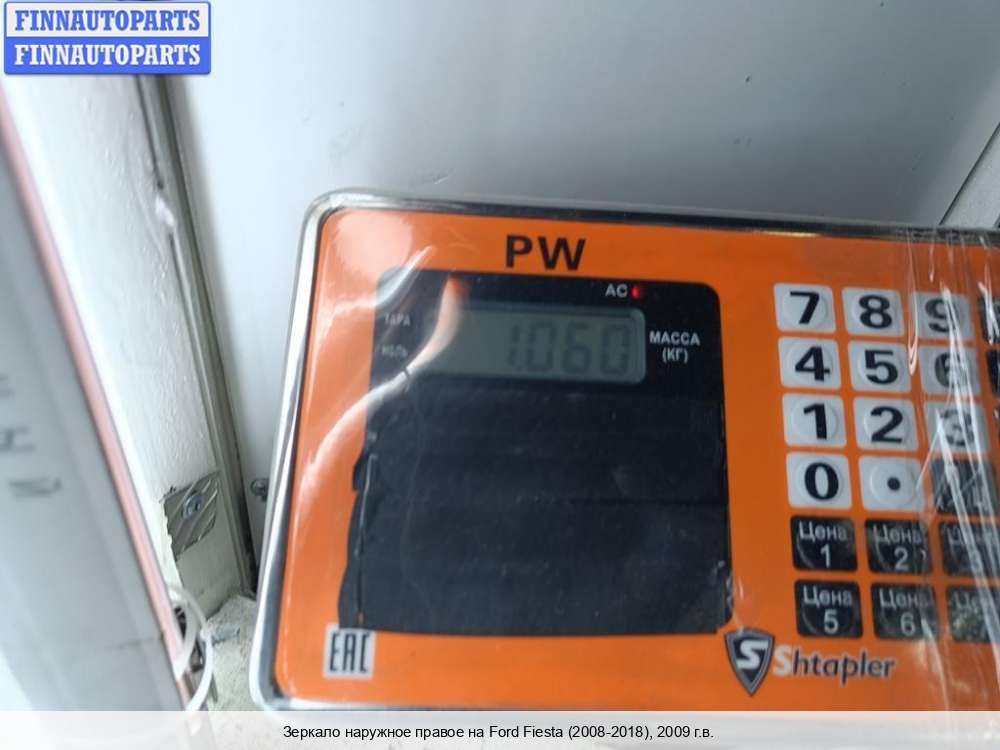 FINNAUTOPARTS
FINNAUTOPARTS
PW
AC
ТАРА
НОЛЬ
1.060
МАССА
(КГ)
7 8 9
4 5 6
1 2 3
0 .
Цена 1
Цена 2
Цена 5
Цена 6
EAC
S
Shtapler
Зеркало наружное правое на Ford Fiesta (2008-2018), 2009 г.в.